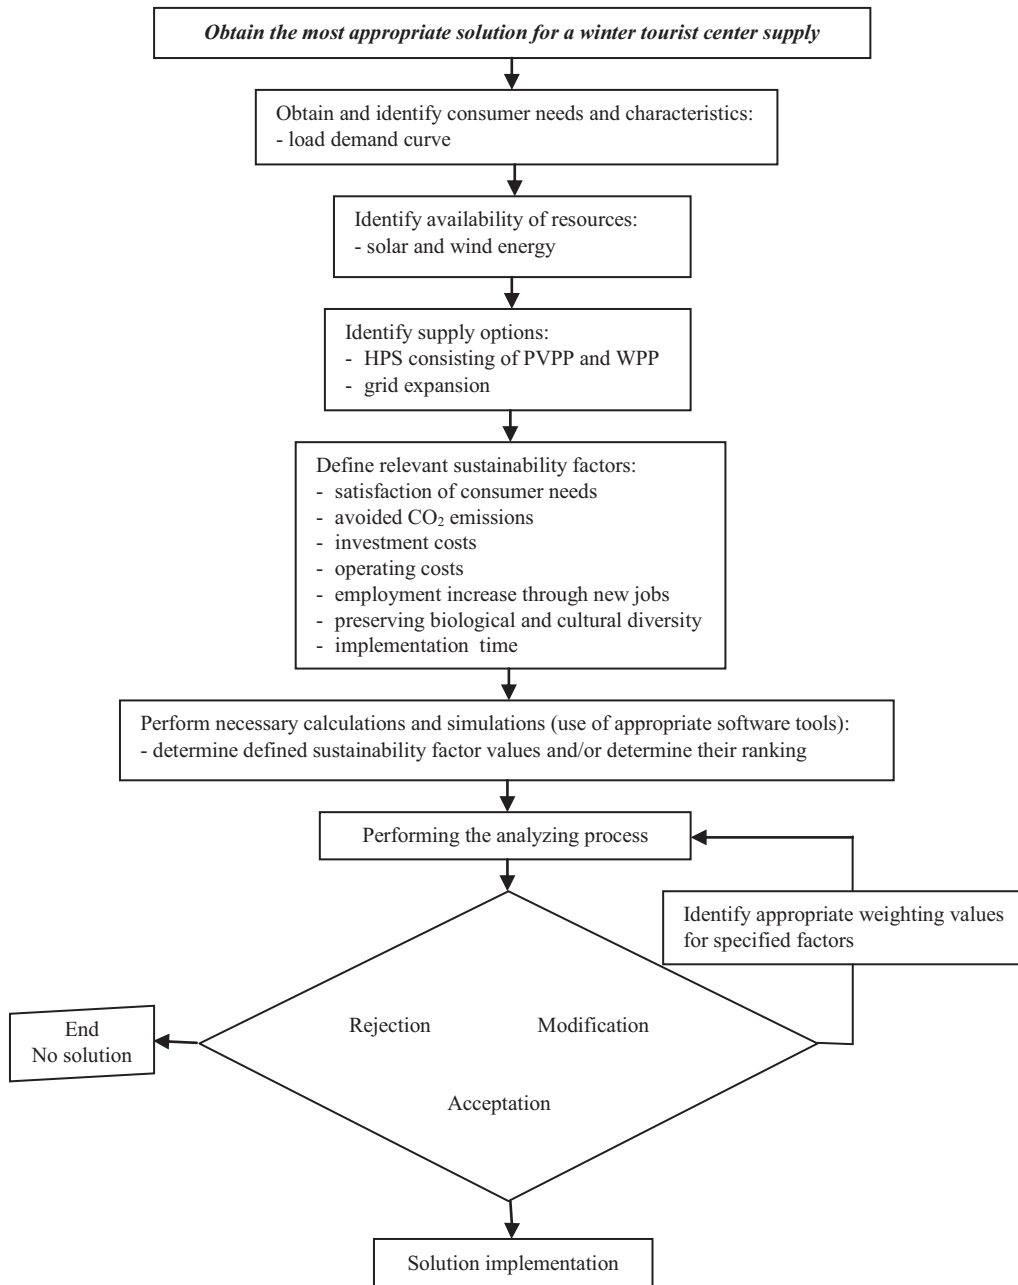 Obtain the most appropriate solution for a winter tourist center supply
Obtain and identify consumer needs and characteristics:
- load demand curve
Identify availability of resources:
- solar and wind energy
Identify supply options:
- HPS consisting of PVPP and WPP
- grid expansion
Define relevant sustainability factors:
- satisfaction of consumer needs
- avoided CO₂ emissions
- investment costs
- operating costs
- employment increase through new jobs
- preserving biological and cultural diversity
- implementation time
Perform necessary calculations and simulations (use of appropriate software tools):
- determine defined sustainability factor values and/or determine their ranking
Performing the analyzing process
Identify appropriate weighting values
for specified factors
Rejection
Modification
End
No solution
Acceptation
Solution implementation